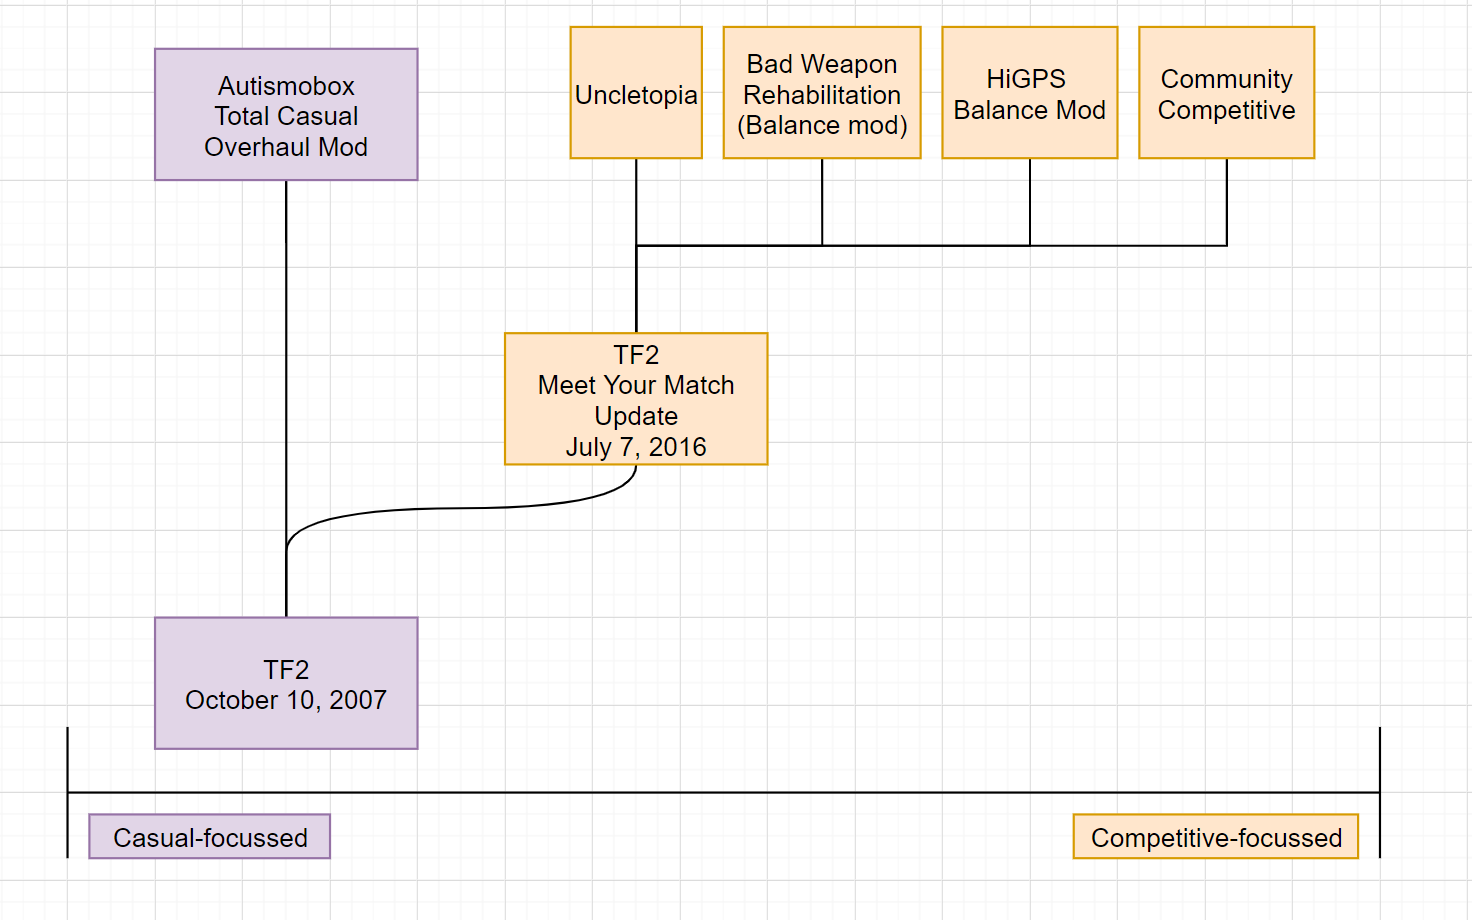 Autismobox
Total Casual
Overhaul Mod
Uncletopia
Bad Weapon
Rehabilitation
(Balance mod)
HiGPS
Balance Mod
Community
Competitive
TF2
Meet Your Match
Update
July 7, 2016
TF2
October 10, 2007
Casual-focussed
Competitive-focussed